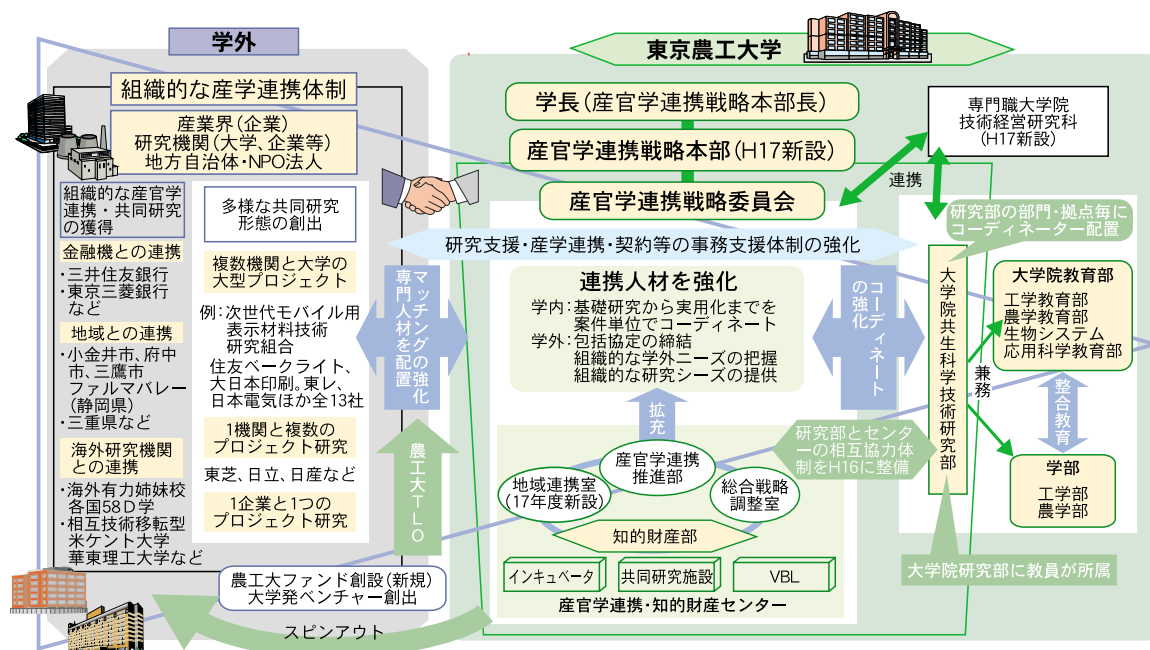 学外
組織的な産学連携体制
産業界(企業)
研究機関(大学、企業等)
地方自治体・NPO法人
組織的な産官学
連携・共同研究
の獲得
金融機との連携
・三井住友銀行
・東京三菱銀行
など
地域との連携
・小金井市、府中
市、三鷹市
ファルマバレー
(静岡県)
・三重県など
海外研究機関
との連携
・海外有力姉妹校
各国58D学
・相互技術移転型
米ケント大学
華東理工大学など
多様な共同研究
形態の創出
複数機関と大学の
大型プロジェクト
例：次世代モバイル用
表示材料技術
研究組合
住友ベークライト、
大日本印刷。東レ、
日本電気ほか全13社
1機関と複数の
プロジェクト研究
東芝、日立、日産など
1企業と1つの
プロジェクト研究
農工大ファンド創設(新規)
大学発ベンチャー創出
スピンアウト
マッチングの強化
専門人材を配置
農工大TLO
東京農工大学
学長(産官学連携戦略本部長)
産官学連携戦略本部(H17新設)
産官学連携戦略委員会
専門職大学院
技術経営研究科
(H17新設)
連携
研究支援・産学連携・契約等の事務支援体制の強化
研究部の部門・拠点毎に
コーディネーター配置
連携人材を強化
学内：基礎研究から実用化までを
案件単位でコーディネート
学外：包括協定の締結
組織的な学外ニーズの把握
組織的な研究シーズの提供
コーディネート
の強化
拡充
産官学連携
推進部
地域連携室
(17年度新設)
総合戦略
調整室
知的財産部
インキュベータ
共同研究施設
VBL
産官学連携・知的財産センター
研究部とセンタ
ーの相互協力体
制をH16に整備
大学院共生科学技術研究部
兼務
大学院教育部
工学教育部
農学教育部
生物システム
応用科学教育部
整合教育
学部
工学部
農学部
大学院研究部に教員が所属